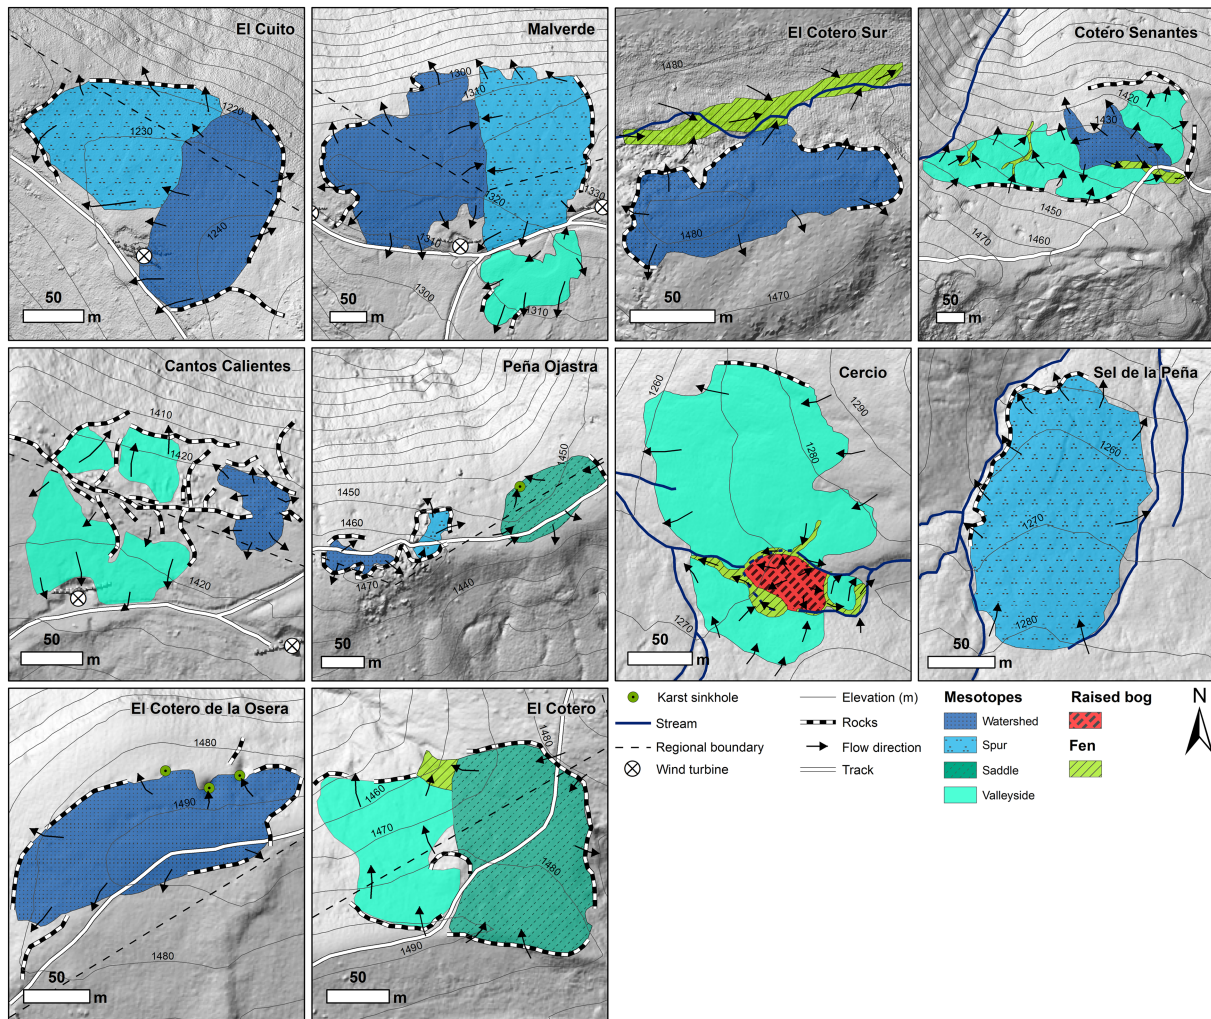 El Cuito
1220
1230
1240
50
m
Malverde
1300
1310
1320
1330
1310
1300
1310
50
m
El Cotero Sur
1480
1480
1470
50
m
Cotero Senantes
1420
1430
1450
1460
1470
50
m
Cantos Calientes
1410
1420
1420
50
m
Peña Ojastra
1450
1450
1460
1470
1440
50
m
Cercio
1260
1290
1280
1270
50
m
Sel de la Peña
1260
1270
1280
50
m
El Cotero de la Osera
1480
1490
1480
50
m
El Cotero
1480
1460
1470
1480
1490
50
m
Karst sinkhole
Stream
Regional boundary
Wind turbine
Elevation (m)
Rocks
Flow direction
Track
Mesotopes
Watershed
Spur
Saddle
Valleyside
Raised bog
Fen
N